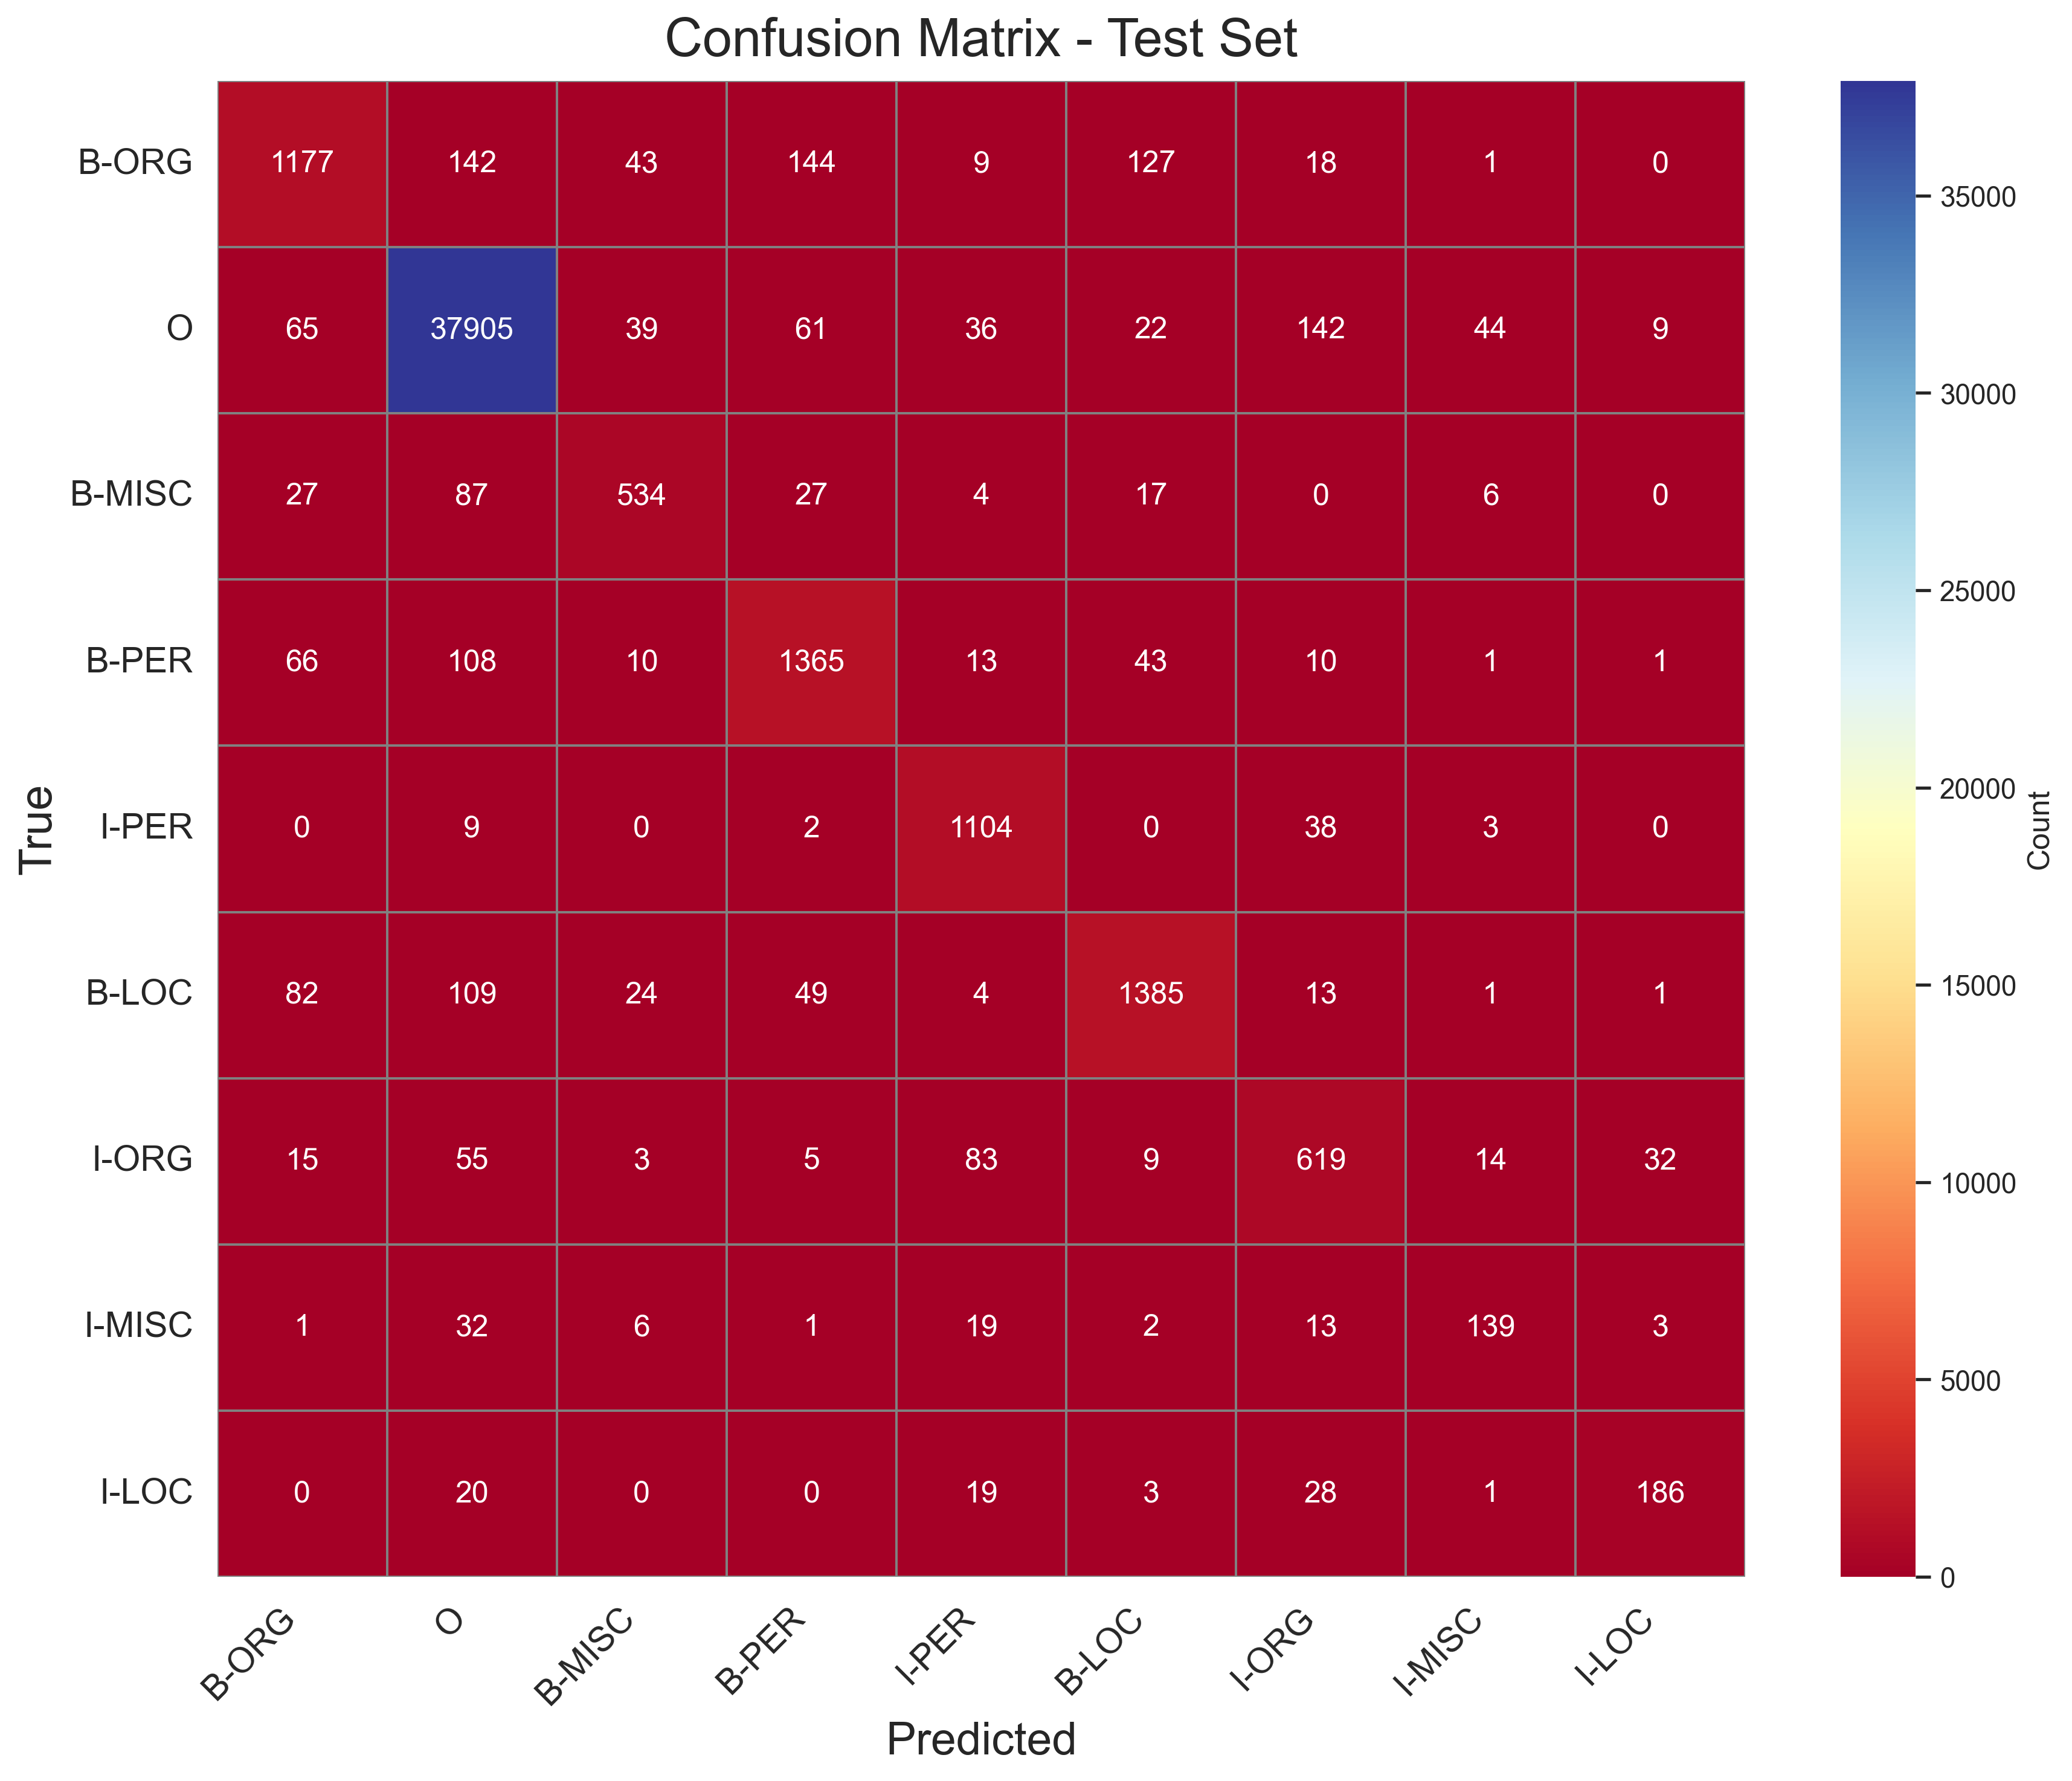 Confusion Matrix - Test Set
B-ORG 1177 142 43 144 9 127 18 1 0
O 65 37905 39 61 36 22 142 44 9
B-MISC 27 87 534 27 4 17 0 6 0
B-PER 66 108 10 1365 13 43 10 1 1
I-PER 0 9 0 2 1104 0 38 3 0
B-LOC 82 109 24 49 4 1385 13 1 1
I-ORG 15 55 3 5 83 9 619 14 32
I-MISC 1 32 6 1 19 2 13 139 3
I-LOC 0 20 0 0 19 3 28 1 186
B-ORG O B-MISC B-PER I-PER B-LOC I-ORG I-MISC I-LOC
Predicted
True
35000
30000
25000
20000
15000
10000
5000
0
Count